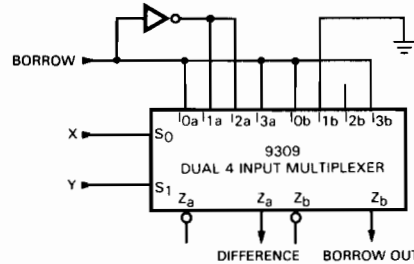 BORROW
I0a I1a I2a I3a I0b I1b I2b I3b
X
S0
9309
DUAL 4 INPUT MULTIPLEXER
Y
S1
Za Za Zb Zb
DIFFERENCE BORROW OUT